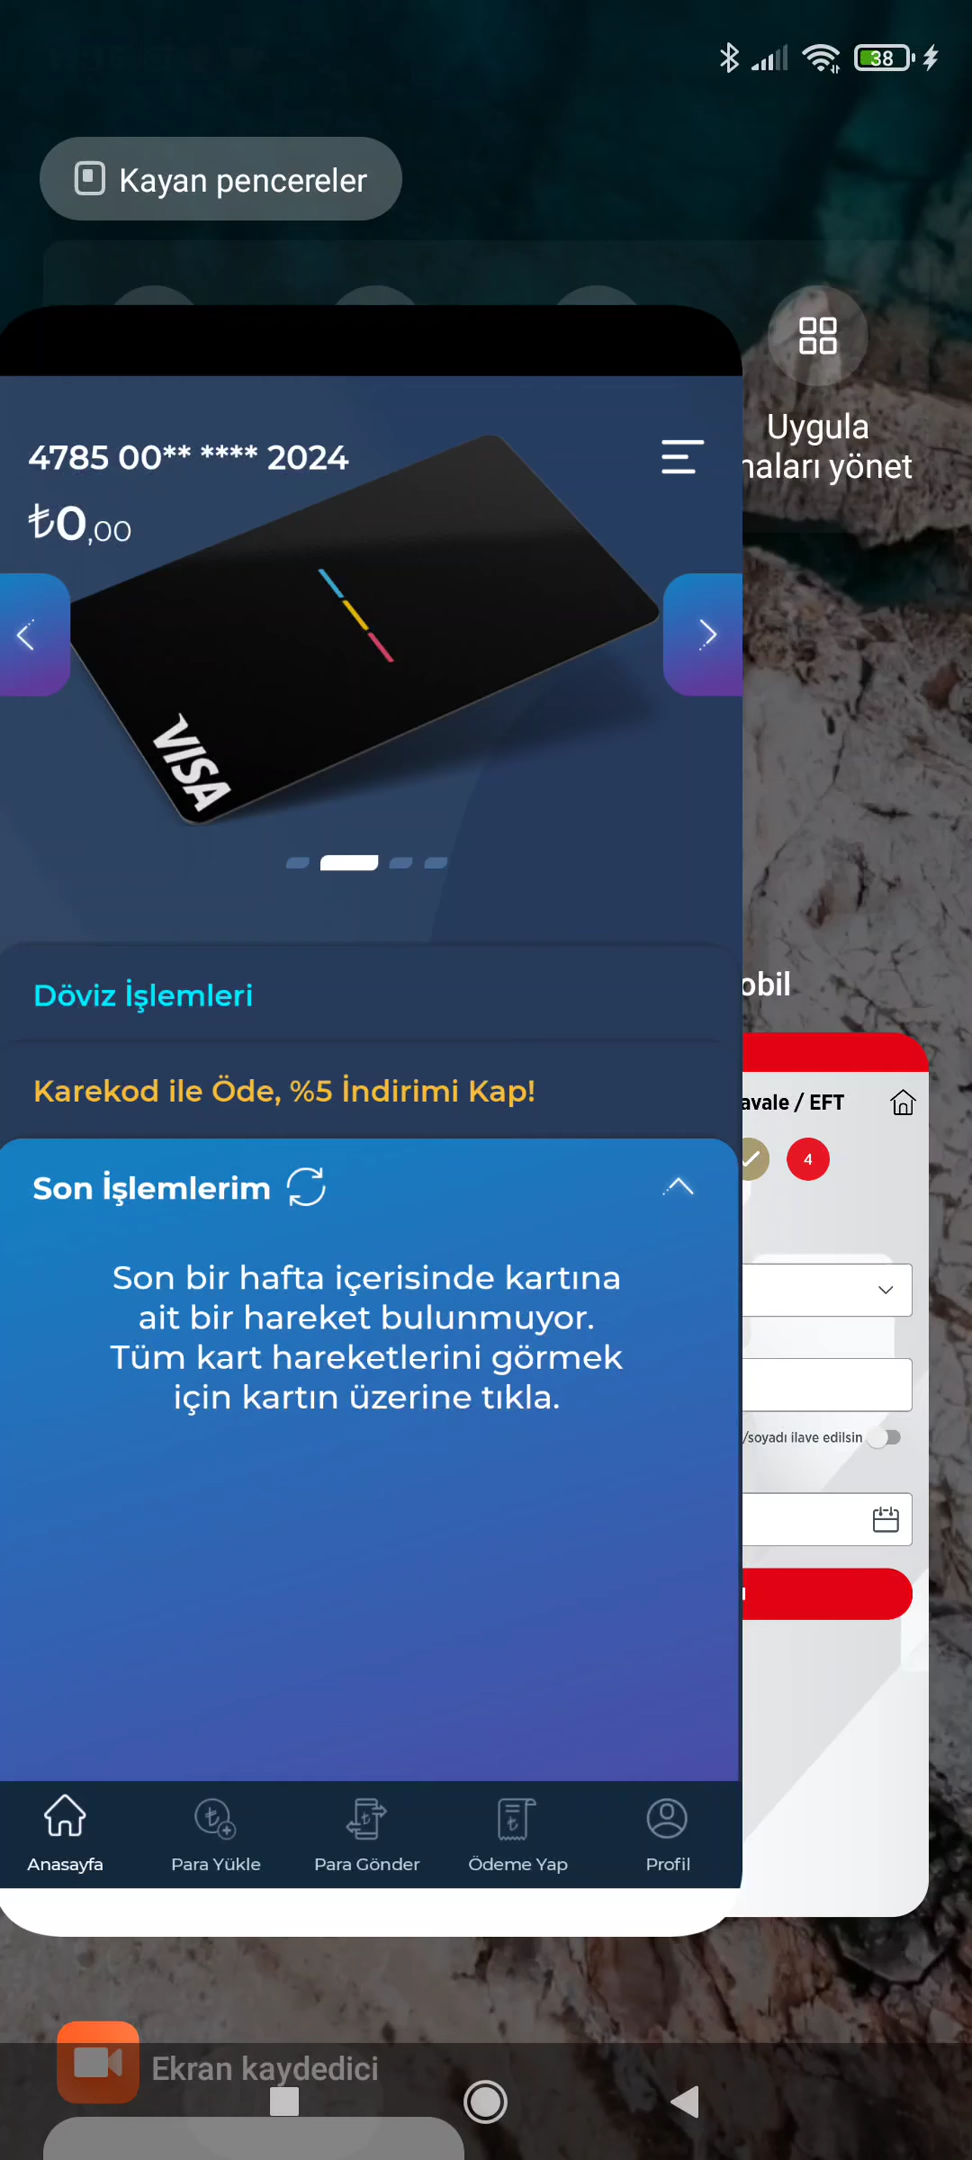 38
Kayan pencereler
Uygula
maları yönet
4785 00** **** 2024
₺0,00
VISA
obil
Döviz İşlemleri
Karekod ile Öde, %5 İndirimi Kap!
avale / EFT
4
Son İşlemlerim
Son bir hafta içerisinde kartına
ait bir hareket bulunmuyor.
Tüm kart hareketlerini görmek
için kartın üzerine tıkla.
/soyadı ilave edilsin
Anasayfa
Para Yükle
Para Gönder
Ödeme Yap
Profil
Ekran kaydedici